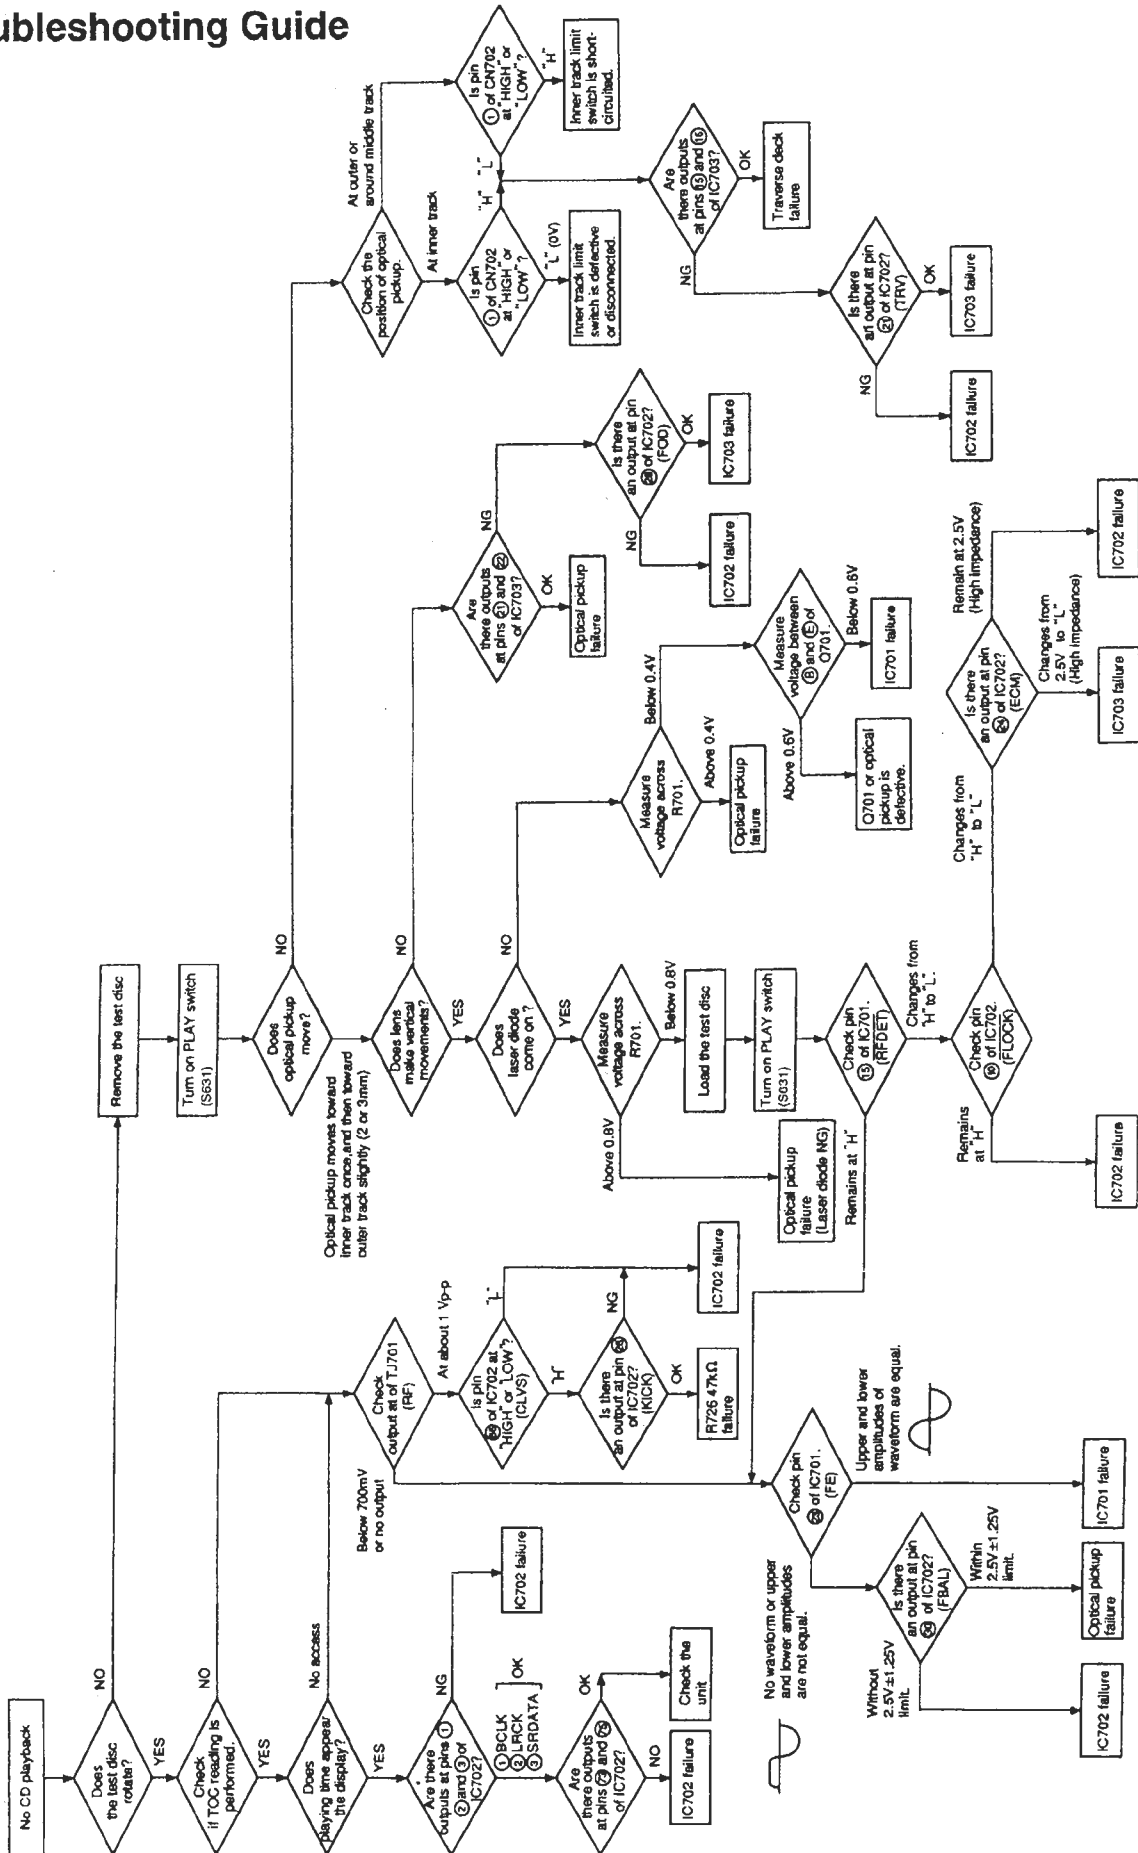 ubleshooting Guide
No CD playback
Does
the test disc
rotate?
NO
YES
Check
if TOC reading is
performed.
NO
YES
Does
playing time appear
the display?
No access
YES
Are there
outputs at pins ①
② and ③ of
IC702?
NG
IC702 failure
① BCLK
② LRCK
③ SRDATA
OK
Are
there outputs
at pins and
of IC702?
OK
Check the
unit
NO
IC702 failure
Check
output at of TJ701
(RF)
Below 700mV
or no output
At about 1 Vp-p
Is pin
of IC702 at
"HIGH" or "LOW"?
(CLVS)
"L"
"H"
Is there
an output at pin
of IC702?
(KICK)
NG
OK
IC702 failure
R726 47kΩ
failure
Check pin
of IC701.
(FE)
Upper and lower
amplitudes of
waveform are equal.
No waveform or upper
and lower amplitudes
are not equal.
IC701 failure
Is there
an output at pin
of IC702?
(FBAL)
Within
2.5V±1.25V
limit.
Without
2.5V±1.25V
limit.
Optical pickup
failure
IC702 failure
Remove the test disc
Turn on PLAY switch
(S631)
Does
optical pickup
move?
NO
Optical pickup moves toward
inner track once,and then toward
outer track slightly (2 or 3mm)
Does lens
make vertical
movements?
NO
YES
Does
laser diode
come on ?
NO
YES
Measure
voltage across
R701.
Above 0.8V
Below 0.8V
Optical pickup
failure
(Laser diode NG)
Load the test disc
Turn on PLAY switch
Check pin
⑮ of IC701.
(RFDET)
Remains at "H"
Changes from
"H" to "L".
Check pin
of IC702.
(FLOCK)
Remains
at "H"
IC702 failure
Changes from
"H" to "L"
Is there
an output at pin
of IC702?
(ECM)
Remain at 2.5V
(High impedance)
Changes from
2.5V to "L"
(High impedance)
IC702 failure
IC703 failure
Measure
voltage across
R701.
Below 0.4V
Above 0.4V
Optical pickup
failure
Measure
voltage between
Ⓑ and Ⓔ of
Q701.
Below 0.6V
Above 0.6V
IC701 failure
Q701 or optical
pickup is
defective.
Are
there outputs
at pins ㉑ and ㉒
of IC703?
NG
OK
Optical pickup
failure
Is there
an output at pin
of IC702?
(FOD)
NG
OK
IC702 failure
IC703 failure
Check the
position of optical
pickup.
At outer or
around middle track
At inner track
Is pin
① of CN702
at "HIGH" or
"LOW"?
"H"
"L"
Inner track limit
switch is short-
circuited.
Is pin
① of CN702
at "HIGH" or
"LOW"?
"H"
"L" (0V)
Inner track limit
switch is defective
or disconnected.
Are
there outputs
at pins ⑮ and ⑯
of IC703?
NG
OK
Traverse deck
failure
Is there
an output at pin
㉑ of IC702?
(TRV)
NG
OK
IC702 failure
IC703 failure